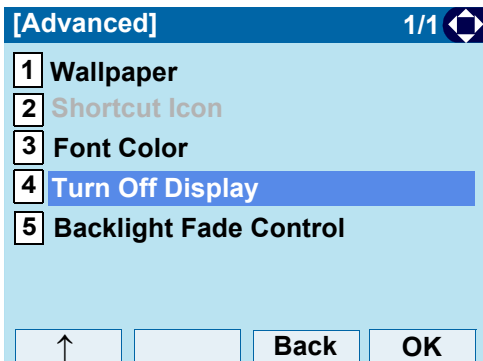 [Advanced] 1/1
1 Wallpaper
2 Shortcut Icon
3 Font Color
4 Turn Off Display
5 Backlight Fade Control
↑ Back OK